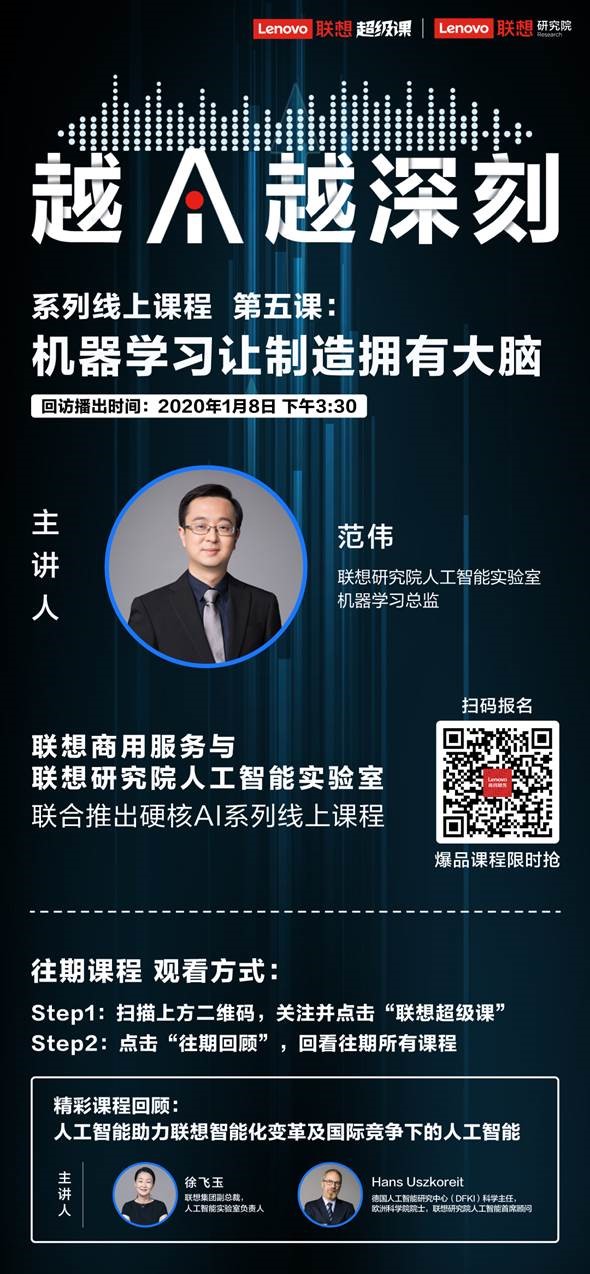 Lenovo 联想 超级课 | Lenovo 联想 研究院 Research
越AI越深刻
系列线上课程 第五课：
机器学习让制造拥有大脑
回访播出时间：2020年1月8日 下午3:30
主讲人
范伟
联想研究院人工智能实验室
机器学习总监
扫码报名
联想商用服务与
联想研究院人工智能实验室
联合推出硬核AI系列线上课程
Lenovo
爆品课程限时抢
往期课程 观看方式：
Step1：扫描上方二维码，关注并点击“联想超级课”
Step2：点击“往期回顾”，回看往期所有课程
精彩课程回顾：
人工智能助力联想智能化变革及国际竞争下的人工智能
主讲人
徐飞玉
联想集团副总裁，
人工智能实验室负责人
Hans Uszkoreit
德国人工智能研究中心（DFKI）科学主任，
欧洲科学院院士，联想研究院人工智能首席顾问